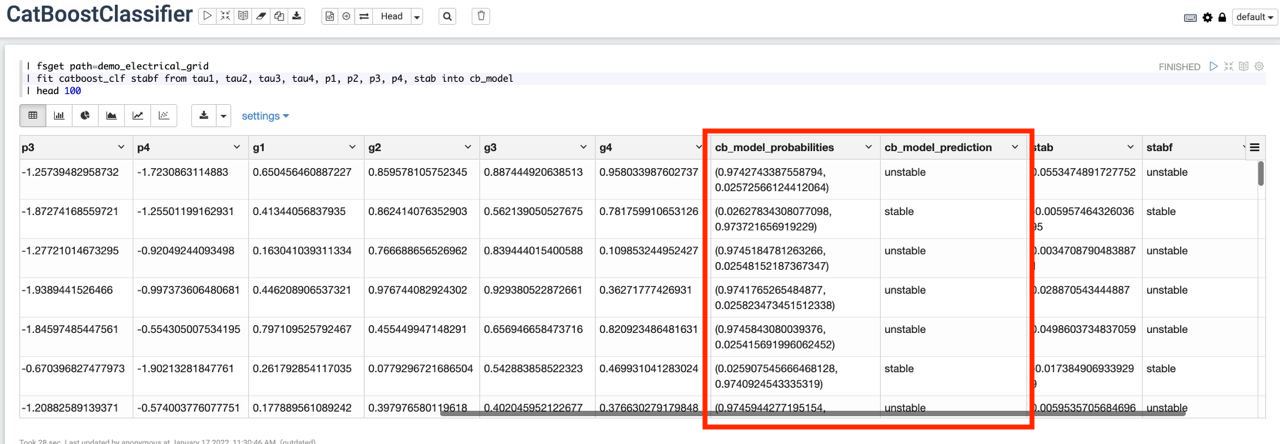 CatBoostClassifier
Head
default
| fsget path=demo_electrical_grid
| fit catboost_clf stabf from tau1, tau2, tau3, tau4, p1, p2, p3, p4, stab into cb_model
| head 100
FINISHED
settings
p3 p4 g1 g2 g3 g4 cb_model_probabilities cb_model_prediction stab stabf
-1.25739482958732 -1.7230863114883 0.650456460887227 0.859578105752345 0.887444920638513 0.958033987602737 (0.9742743387558794, unstable 0.0553474891727752 unstable
0.02572566124412064)
-1.87274168559721 -1.25501199162931 0.41344056837935 0.862414076352903 0.562139050527675 0.781759910653126 (0.02627834308077098, stable 0.005957464326036 stable
0.973721656919229) 95
-1.27721014673295 -0.92049244093498 0.163041039311334 0.766688656526962 0.839444015400588 0.109853244952427 (0.9745184781263266, unstable 0.0034708790483887 unstable
0.02548152187367347)
-1.9389441526466 -0.997373606480681 0.446208906537321 0.976744082924302 0.929380522872661 0.36271777426931 (0.9741765265484877, unstable 0.028870543444887 unstable
0.025823473451512338)
-1.84597485447561 -0.554305007534195 0.797109525792467 0.455449947148291 0.656946658473716 0.820923486481631 (0.9745843080039376, unstable 0.0498603734837059 unstable
0.025415691996062452)
-0.670396827477973 -1.90213281847761 0.261792854117035 0.0779296721686504 0.542883858522323 0.469931041283024 (0.025907545666468128, stable 0.017384906933929 stable
0.9740924543335319) 9
-1.20882589139371 -0.574003776077751 0.177889561089242 0.397976580119618 0.402045952122677 0.376630279179848 (0.9745944277195154, unstable 0.0059535705684696 unstable
Took 28 sec. Last updated by anonymous at January 17 2022, 11:30:46 AM. (outdated)